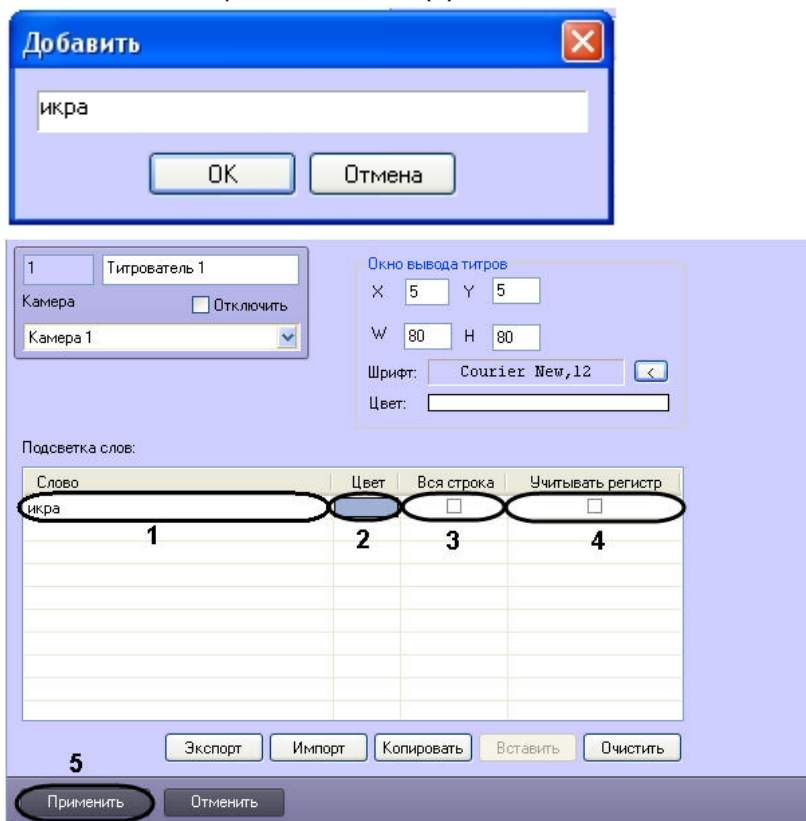 Добавить
икра
ОК Отмена
1 Титрователь 1
Камера Отключить
Камера 1
Окно вывода титров
X 5 Y 5
W 80 H 80
Шрифт: Courier New,12 <
Цвет:
Подсветка слов:
Слово Цвет Вся строка Учитывать регистр
икра
1 2 3 4
Экспорт Импорт Копировать Вставить Очистить
5
Применить Отменить